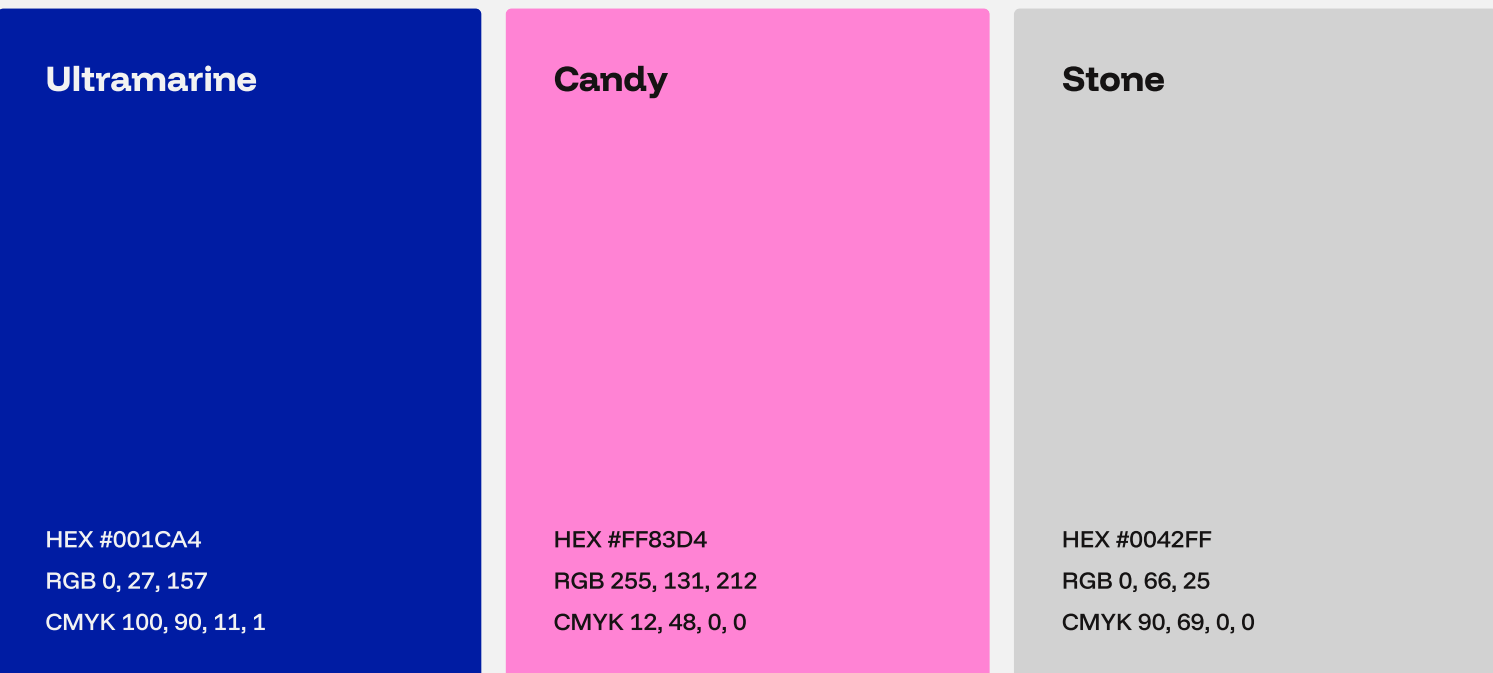 Ultramarine
HEX #001CA4
RGB 0, 27, 157
CMYK 100, 90, 11, 1
Candy
HEX #FF83D4
RGB 255, 131, 212
CMYK 12, 48, 0, 0
Stone
HEX #0042FF
RGB 0, 66, 25
CMYK 90, 69, 0, 0